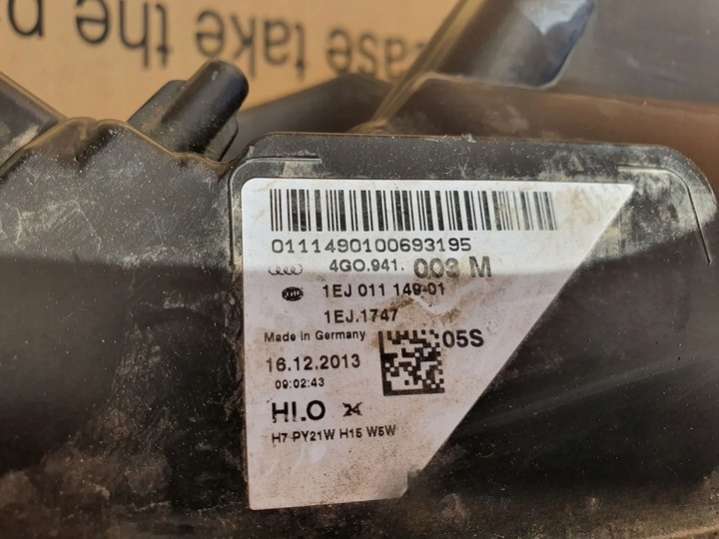 ease take the p
0111490100693195
4G0.941. 003 M
1EJ 011 149-01
1EJ.1747
Made in Germany
05S
16.12.2013
09:02:43
HI.O
H7 PY21W H15 W5W